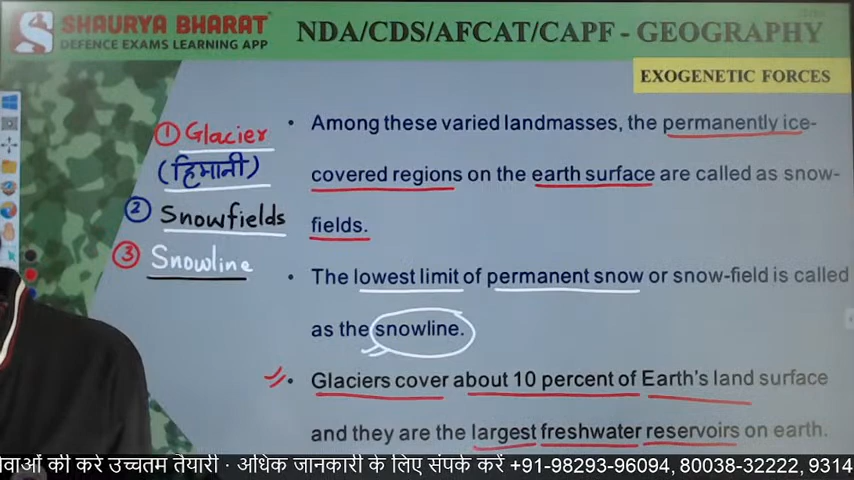 SHAURYA BHARAT
DEFENCE EXAMS LEARNING APP
NDA/CDS/AFCAT/CAPF - GEOGRAPHY
EXOGENETIC FORCES
① Glacier
(हिमानी)
② Snowfields
③ Snowline
• Among these varied landmasses, the permanently ice-
covered regions on the earth surface are called as snow-
fields.
• The lowest limit of permanent snow or snow-field is called
as the snowline.
• Glaciers cover about 10 percent of Earth's land surface
and they are the largest freshwater reservoirs on earth.
की करे उच्चतम तैयारी · अधिक जानकारी के लिए संपर्क करें +91-98293-96094, 80038-32222, 9314